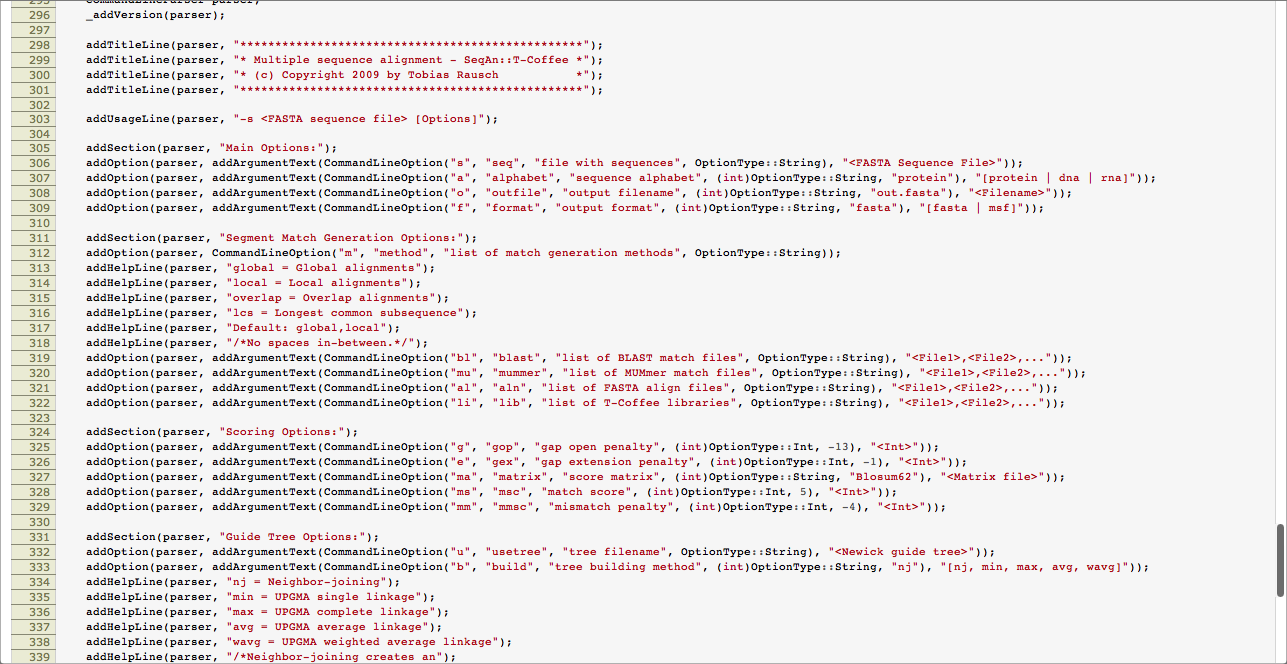 295 CommandLineParser parser;
296 _addVersion(parser);
297
298 addTitleLine(parser, "*************************************************");
299 addTitleLine(parser, "* Multiple sequence alignment - SeqAn::T-Coffee *");
300 addTitleLine(parser, "* (c) Copyright 2009 by Tobias Rausch           *");
301 addTitleLine(parser, "*************************************************");
302
303 addUsageLine(parser, "-s <FASTA sequence file> [Options]");
304
305 addSection(parser, "Main Options:");
306 addOption(parser, addArgumentText(CommandLineOption("s", "seq", "file with sequences", OptionType::String), "<FASTA Sequence File>"));
307 addOption(parser, addArgumentText(CommandLineOption("a", "alphabet", "sequence alphabet", (int)OptionType::String, "protein"), "[protein | dna | rna]"));
308 addOption(parser, addArgumentText(CommandLineOption("o", "outfile", "output filename", (int)OptionType::String, "out.fasta"), "<Filename>"));
309 addOption(parser, addArgumentText(CommandLineOption("f", "format", "output format", (int)OptionType::String, "fasta"), "[fasta | msf]"));
310
311 addSection(parser, "Segment Match Generation Options:");
312 addOption(parser, CommandLineOption("m", "method", "list of match generation methods", OptionType::String));
313 addHelpLine(parser, "global = Global alignments");
314 addHelpLine(parser, "local = Local alignments");
315 addHelpLine(parser, "overlap = Overlap alignments");
316 addHelpLine(parser, "lcs = Longest common subsequence");
317 addHelpLine(parser, "Default: global,local");
318 addHelpLine(parser, "/*No spaces in-between.*/");
319 addOption(parser, addArgumentText(CommandLineOption("bl", "blast", "list of BLAST match files", OptionType::String), "<File1>,<File2>,..."));
320 addOption(parser, addArgumentText(CommandLineOption("mu", "mummer", "list of MUMmer match files", OptionType::String), "<File1>,<File2>,..."));
321 addOption(parser, addArgumentText(CommandLineOption("al", "aln", "list of FASTA align files", OptionType::String), "<File1>,<File2>,..."));
322 addOption(parser, addArgumentText(CommandLineOption("li", "lib", "list of T-Coffee libraries", OptionType::String), "<File1>,<File2>,..."));
323
324 addSection(parser, "Scoring Options:");
325 addOption(parser, addArgumentText(CommandLineOption("g", "gop", "gap open penalty", (int)OptionType::Int, -13), "<Int>"));
326 addOption(parser, addArgumentText(CommandLineOption("e", "gex", "gap extension penalty", (int)OptionType::Int, -1), "<Int>"));
327 addOption(parser, addArgumentText(CommandLineOption("ma", "matrix", "score matrix", (int)OptionType::String, "Blosum62"), "<Matrix file>"));
328 addOption(parser, addArgumentText(CommandLineOption("ms", "msc", "match score", (int)OptionType::Int, 5), "<Int>"));
329 addOption(parser, addArgumentText(CommandLineOption("mm", "mmsc", "mismatch penalty", (int)OptionType::Int, -4), "<Int>"));
330
331 addSection(parser, "Guide Tree Options:");
332 addOption(parser, addArgumentText(CommandLineOption("u", "usetree", "tree filename", OptionType::String), "<Newick guide tree>"));
333 addOption(parser, addArgumentText(CommandLineOption("b", "build", "tree building method", (int)OptionType::String, "nj"), "[nj, min, max, avg, wavg]"));
334 addHelpLine(parser, "nj = Neighbor-joining");
335 addHelpLine(parser, "min = UPGMA single linkage");
336 addHelpLine(parser, "max = UPGMA complete linkage");
337 addHelpLine(parser, "avg = UPGMA average linkage");
338 addHelpLine(parser, "wavg = UPGMA weighted average linkage");
339 addHelpLine(parser, "/*Neighbor-joining creates an");